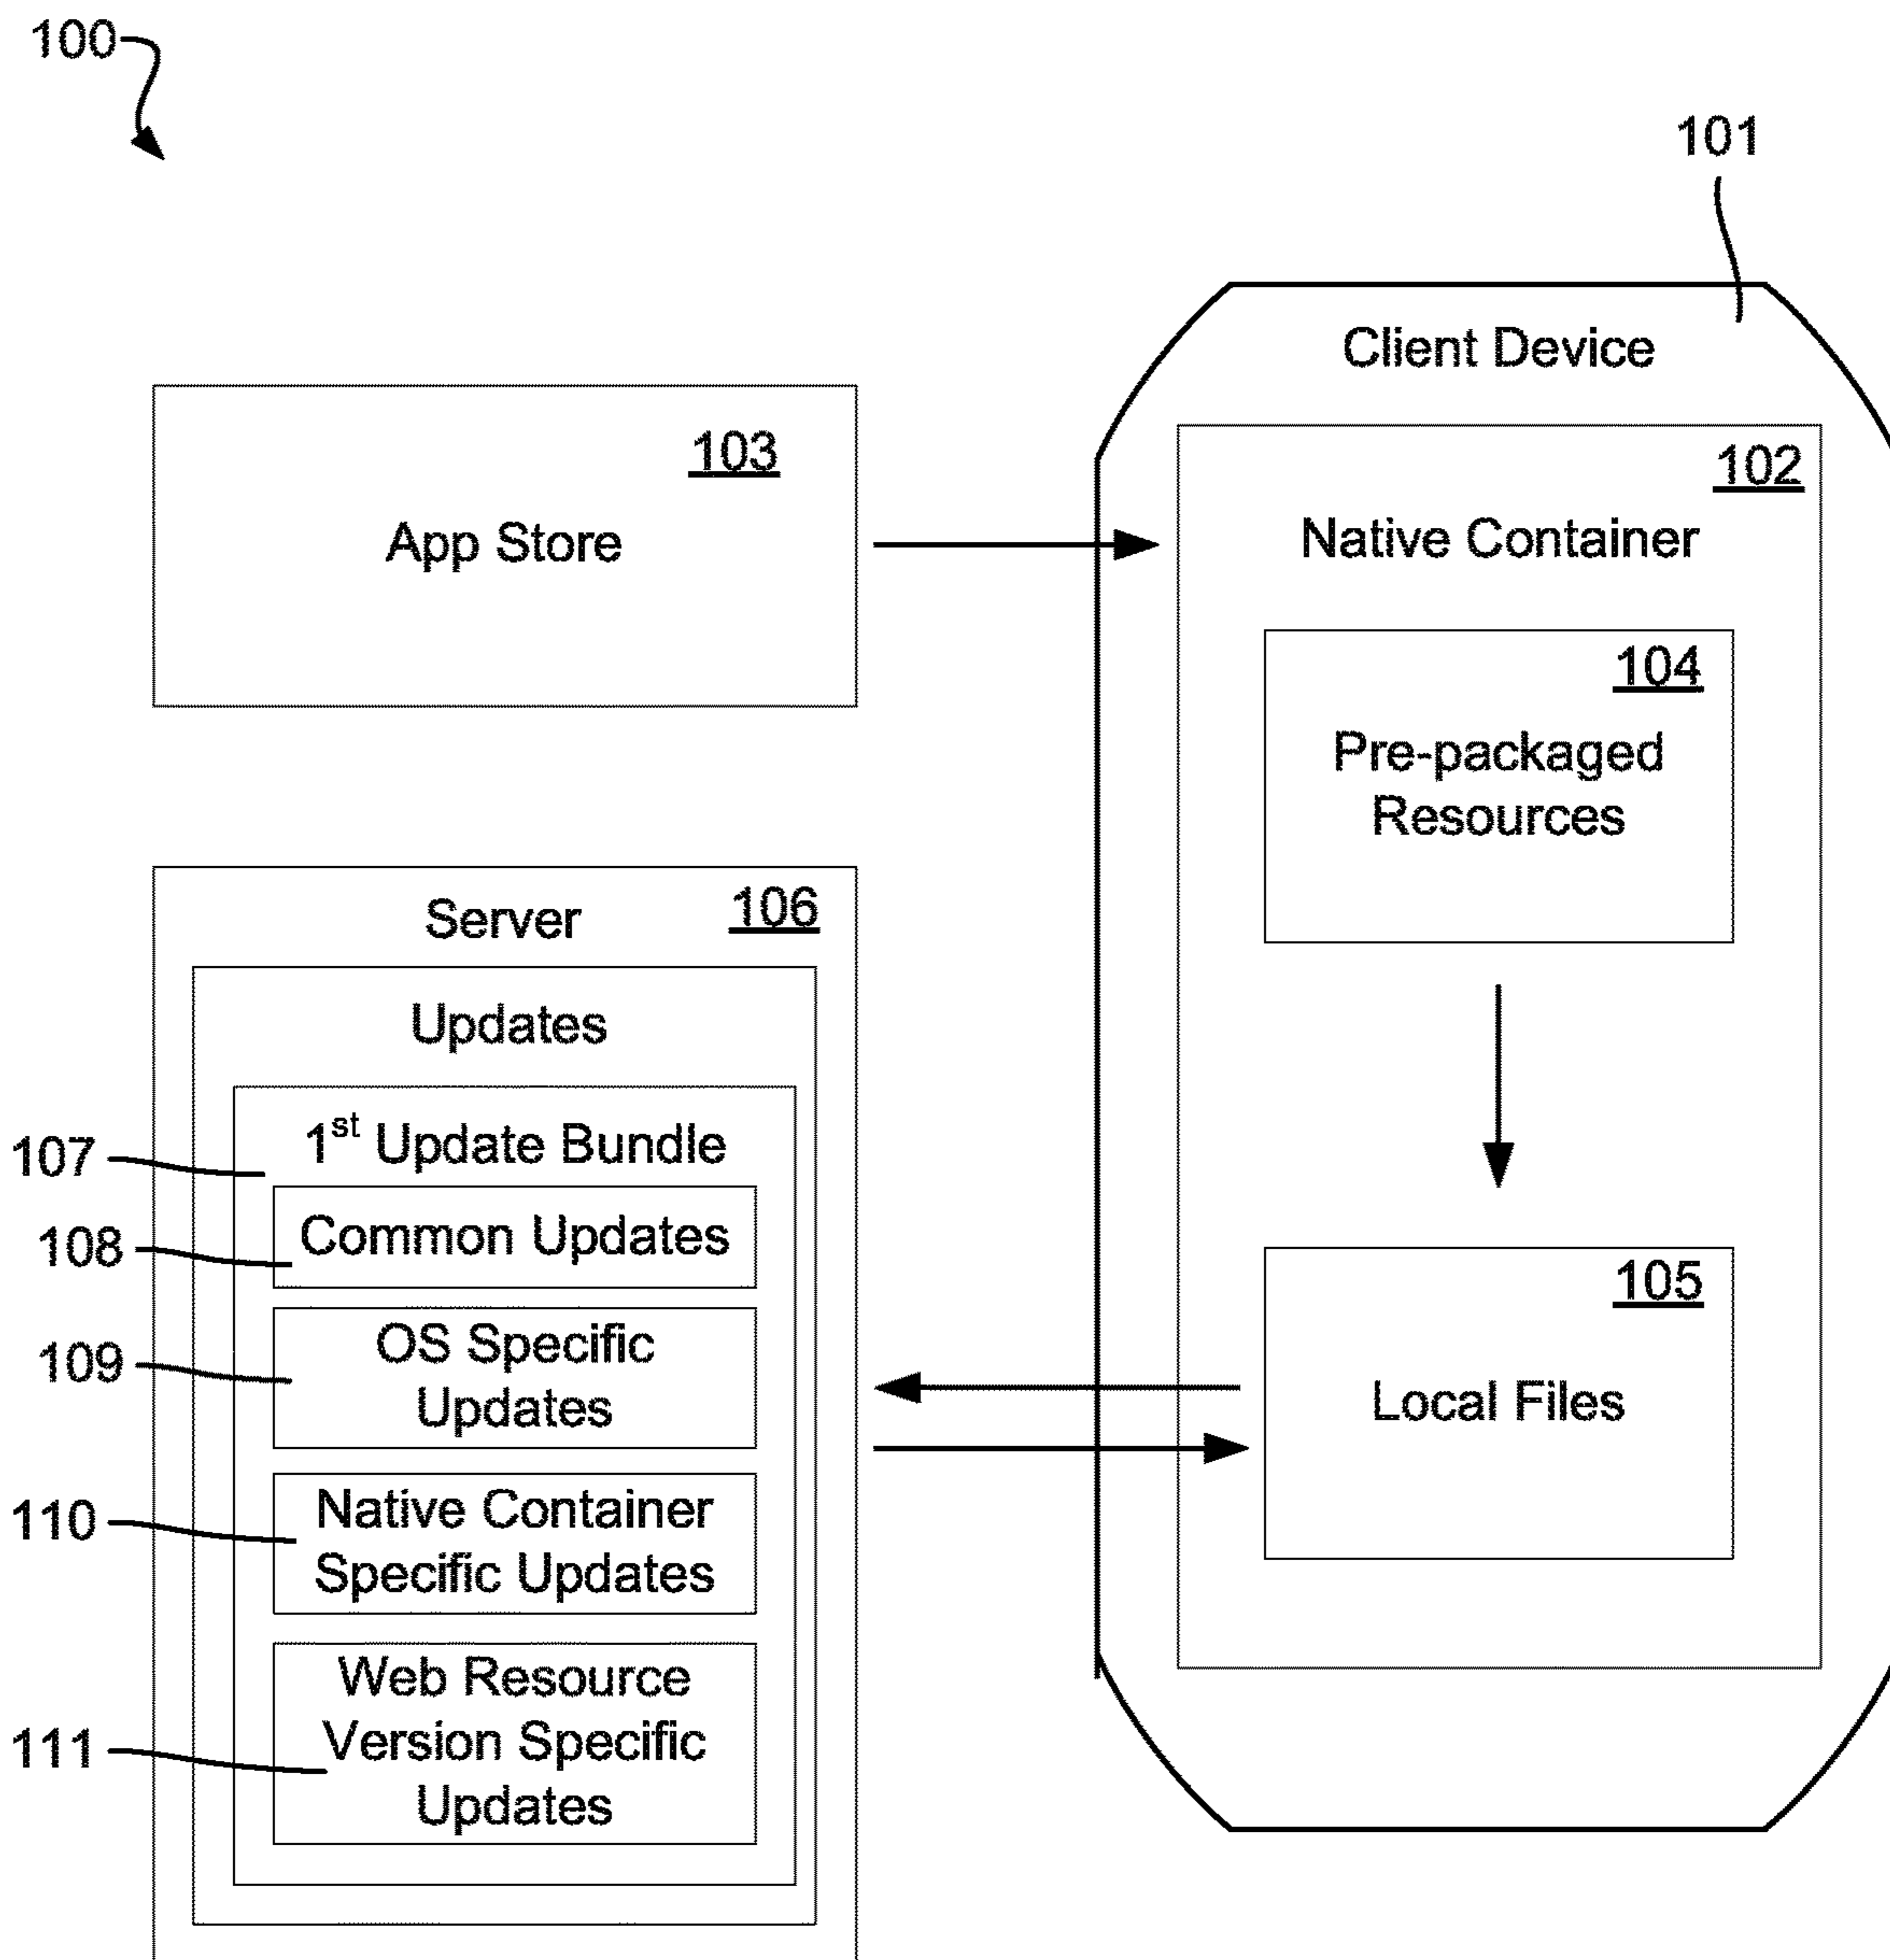 100
101
Client Device
103
App Store
102
Native Container
104
Pre-packaged
Resources
Server
106
Updates
107
1st Update Bundle
108
Common Updates
109
OS Specific
Updates
110
Native Container
Specific Updates
111
Web Resource
Version Specific
Updates
105
Local Files